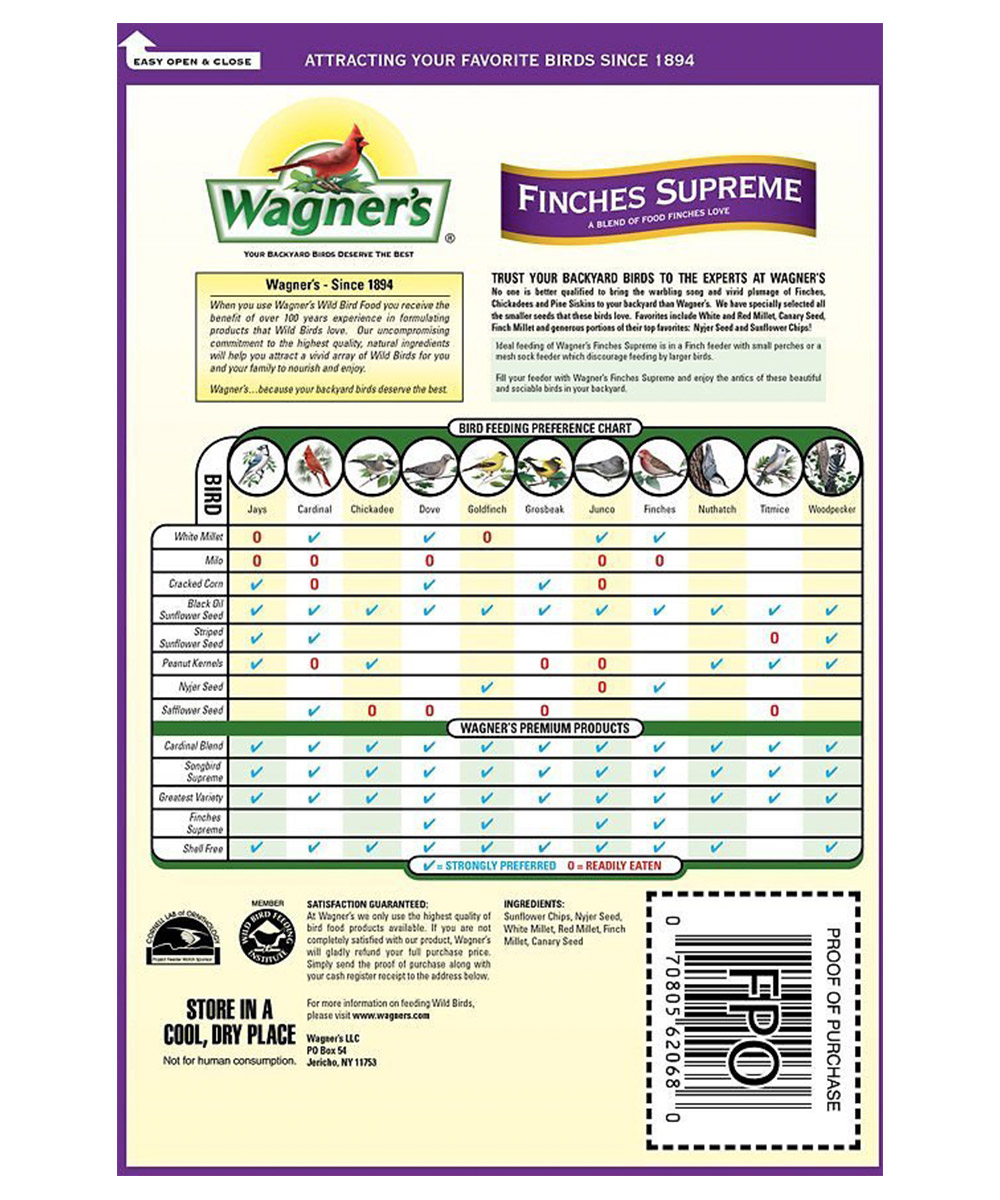 EASY OPEN & CLOSE
ATTRACTING YOUR FAVORITE BIRDS SINCE 1894
Wagner's
®
YOUR BACKYARD BIRDS DESERVE THE BEST
FINCHES SUPREME
A BLEND OF FOOD FINCHES LOVE
Wagner's - Since 1894
When you use Wagner's Wild Bird Food you receive the
benefit of over 100 years experience in formulating
products that Wild Birds love. Our uncompromising
commitment to the highest quality, natural ingredients
will help you attract a vivid array of Wild Birds for you
and your family to nourish and enjoy.
Wagner's...because your backyard birds deserve the best.
TRUST YOUR BACKYARD BIRDS TO THE EXPERTS AT WAGNER'S
No one is better qualified to bring the warbling song and vivid plumage of Finches,
Chickadees and Pine Siskins to your backyard than Wagner's. We have specially selected all
the smaller seeds that these birds love. Favorites include White and Red Millet, Canary Seed,
Finch Millet and generous portions of their top favorites: Nyjer Seed and Sunflower Chips!
Ideal feeding of Wagner's Finches Supreme is in a Finch feeder with small perches or a
mesh sock feeder which discourage feeding by larger birds.
Fill your feeder with Wagner's Finches Supreme and enjoy the antics of these beautiful
and sociable birds in your backyard.
BIRD FEEDING PREFERENCE CHART
BIRD
Jays Cardinal Chickadee Dove Goldfinch Grosbeak Junco Finches Nuthatch Titmice Woodpecker
White Millet 0 ✓ ✓ 0 ✓ ✓
Milo 0 0 0 0 0
Cracked Corn ✓ 0 ✓ ✓ 0
Black Oil
Sunflower Seed ✓ ✓ ✓ ✓ ✓ ✓ ✓ ✓ ✓ ✓ ✓
Striped
Sunflower Seed ✓ ✓ 0 ✓
Peanut Kernels ✓ 0 ✓ 0 0 ✓ ✓ ✓
Nyjer Seed ✓ 0 ✓
Safflower Seed ✓ 0 0 0 0
WAGNER'S PREMIUM PRODUCTS
Cardinal Blend ✓ ✓ ✓ ✓ ✓ ✓ ✓ ✓ ✓ ✓ ✓
Songbird
Supreme ✓ ✓ ✓ ✓ ✓ ✓ ✓ ✓ ✓ ✓ ✓
Greatest Variety ✓ ✓ ✓ ✓ ✓ ✓ ✓ ✓ ✓ ✓ ✓
Finches
Supreme ✓ ✓ ✓ ✓
Shell Free ✓ ✓ ✓ ✓ ✓ ✓ ✓ ✓ ✓ ✓
✓ = STRONGLY PREFERRED 0 = READILY EATEN
CORNELL LAB of ORNITHOLOGY
Project Feeder Watch Sponsor
MEMBER
WILD BIRD FEEDING
INSTITUTE
STORE IN A
COOL, DRY PLACE
Not for human consumption.
SATISFACTION GUARANTEED:
At Wagner's we only use the highest quality of
bird food products available. If you are not
completely satisfied with our product, Wagner's
will gladly refund your full purchase price.
Simply send the proof of purchase along with
your cash register receipt to the address below.
For more information on feeding Wild Birds,
please visit www.wagners.com
Wagner's LLC
PO Box 54
Jericho, NY 11753
INGREDIENTS:
Sunflower Chips, Nyjer Seed,
White Millet, Red Millet, Finch
Millet, Canary Seed
PROOF OF PURCHASE
FPO
0 70805 62068 0